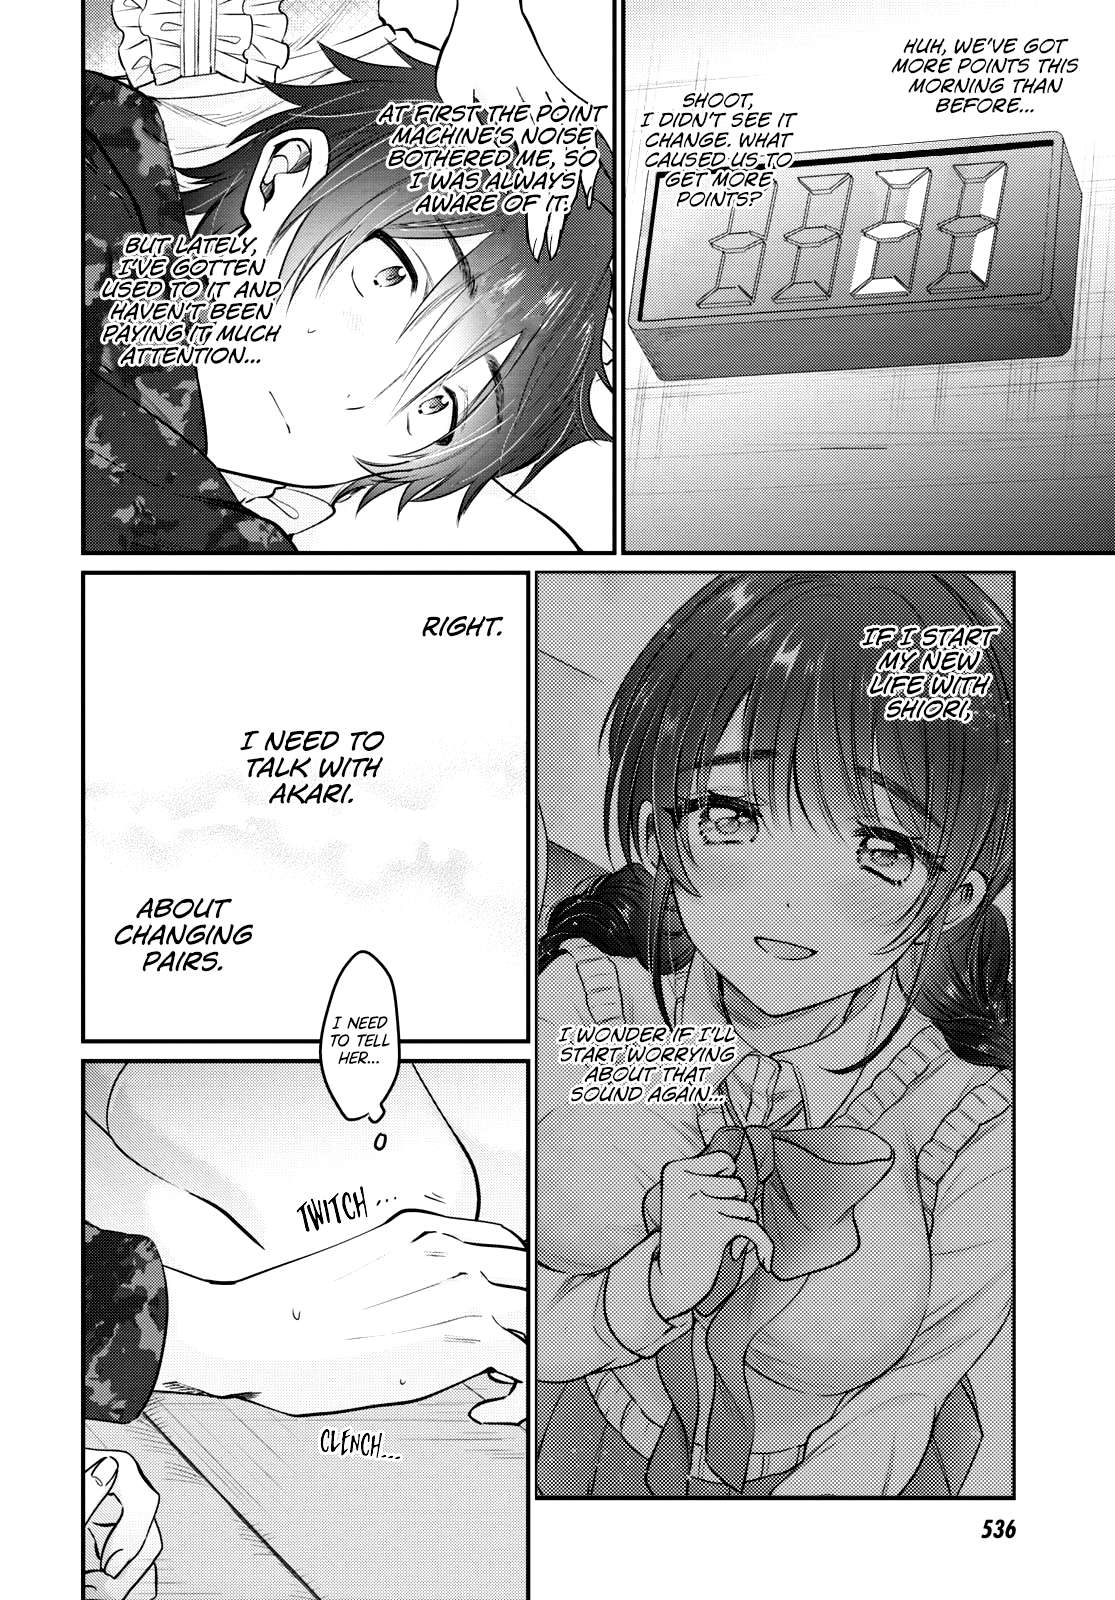 HUH, WE'VE GOT
MORE POINTS THIS
MORNING THAN
BEFORE...
SHOOT,
I DIDN'T SEE IT
CHANGE. WHAT
CAUSED US TO
GET MORE
POINTS?
AT FIRST THE POINT
MACHINE'S NOISE
BOTHERED ME, SO
I WAS ALWAYS
AWARE OF IT.
BUT LATELY,
I'VE GOTTEN
USED TO IT AND
HAVEN'T BEEN
PAYING IT MUCH
ATTENTION...
IF I START
MY NEW
LIFE WITH
SHIORI,
I WONDER IF I'LL
START WORRYING
ABOUT THAT
SOUND AGAIN...
RIGHT.
I NEED TO
TALK WITH
AKARI.
ABOUT
CHANGING
PAIRS.
I NEED
TO TELL
HER...
TWITCH...
CLENCH...
536